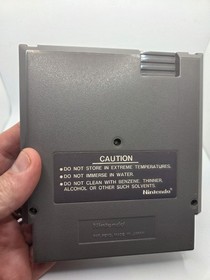 CAUTION
● DO NOT STORE IN EXTREME TEMPERATURES.
● DO NOT IMMERSE IN WATER.
● DO NOT CLEAN WITH BENZENE, THINNER,
ALCOHOL OR OTHER SUCH SOLVENTS.
Nintendo